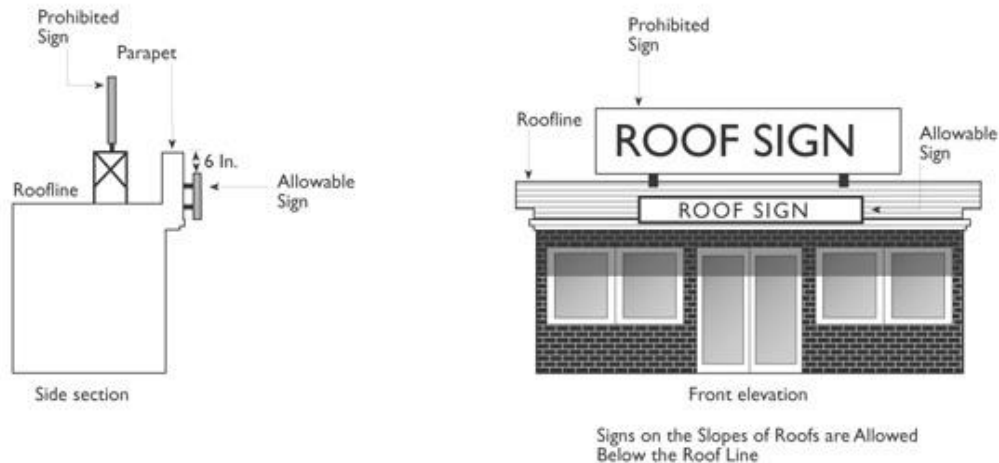 Prohibited
Sign
Parapet
6 In.
Roofline
Allowable
Sign
Side section
Prohibited
Sign
Roofline
ROOF SIGN
Allowable
Sign
ROOF SIGN
Front elevation
Signs on the Slopes of Roofs are Allowed
Below the Roof Line